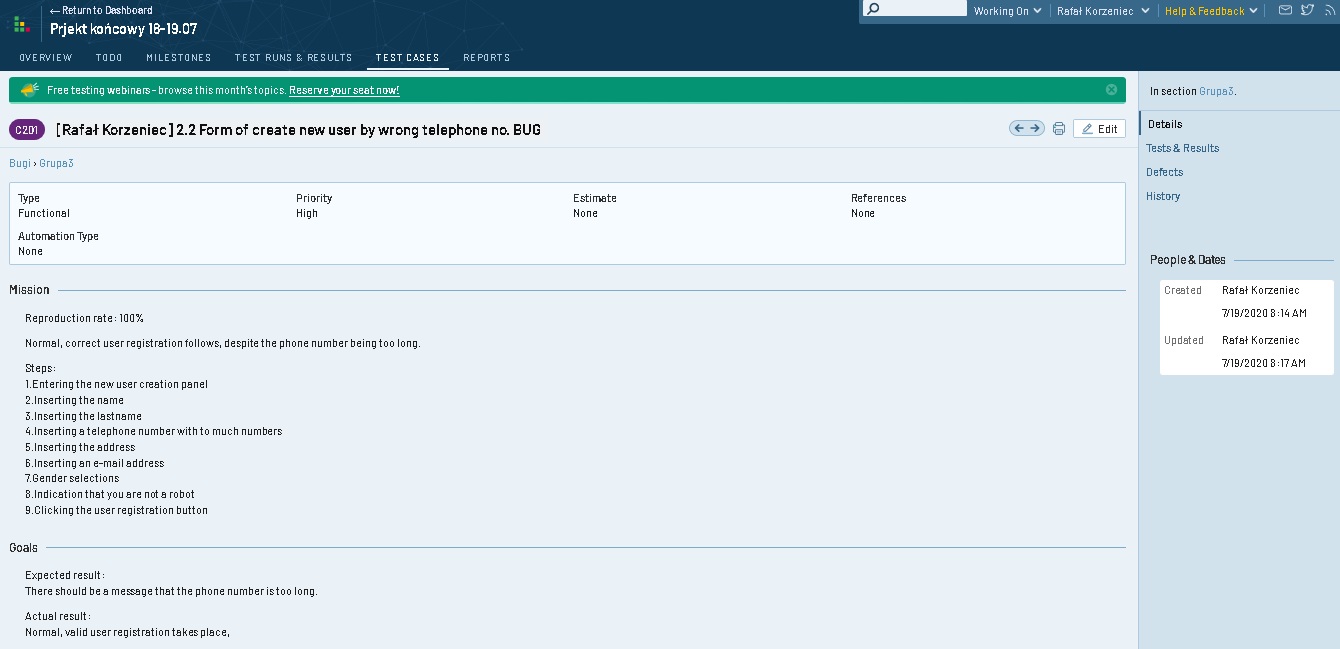 ← Return to Dashboard
Prjekt końcowy 18-19.07
Working On
Rafał Korzeniec
Help & Feedback
OVERVIEW TODO MILESTONES TEST RUNS & RESULTS TEST CASES REPORTS
Free testing webinars - browse this month's topics. Reserve your seat now!
C201 [Rafał Korzeniec] 2.2 Form of create new user by wrong telephone no. BUG
Edit
Bugi › Grupa3
Type Priority Estimate References
Functional High None None
Automation Type
None
Mission
Reproduction rate: 100%
Normal, correct user registration follows, despite the phone number being too long.
Steps:
1.Entering the new user creation panel
2.Inserting the name
3.Inserting the lastname
4.Inserting a telephone number with to much numbers
5.Inserting the address
6.Inserting an e-mail address
7.Gender selections
8.Indication that you are not a robot
9.Clicking the user registration button
Goals
Expected result:
There should be a message that the phone number is too long.
Actual result:
Normal, valid user registration takes place,
In section Grupa3.
Details
Tests & Results
Defects
History
People & Dates
Created Rafał Korzeniec
7/19/2020 8:14 AM
Updated Rafał Korzeniec
7/19/2020 8:17 AM